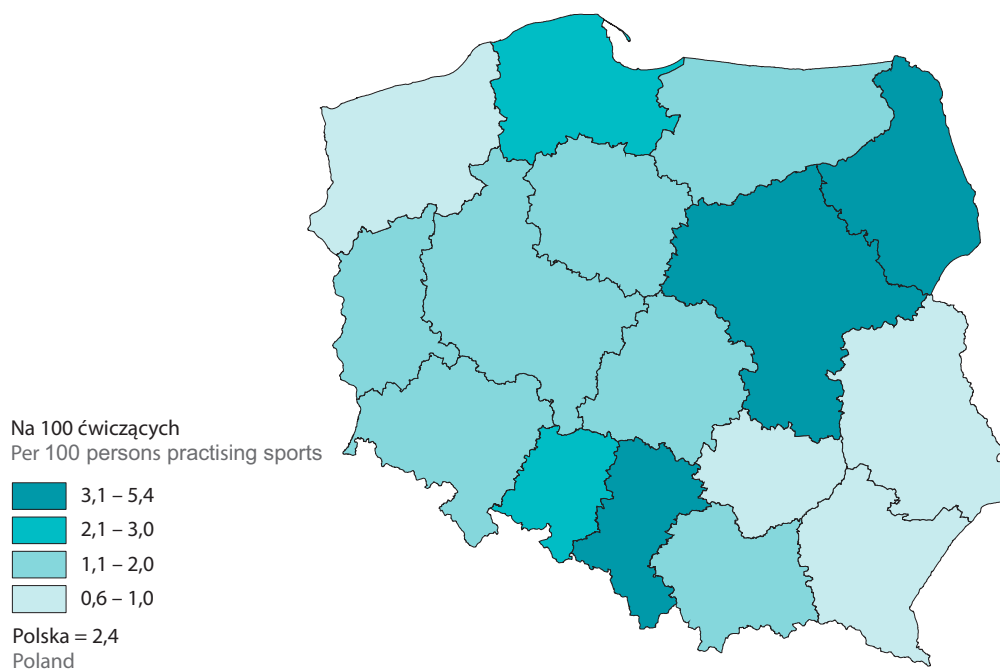 Na 100 ćwiczących
Per 100 persons practising sports
3,1 – 5,4
2,1 – 3,0
1,1 – 2,0
0,6 – 1,0
Polska = 2,4
Poland